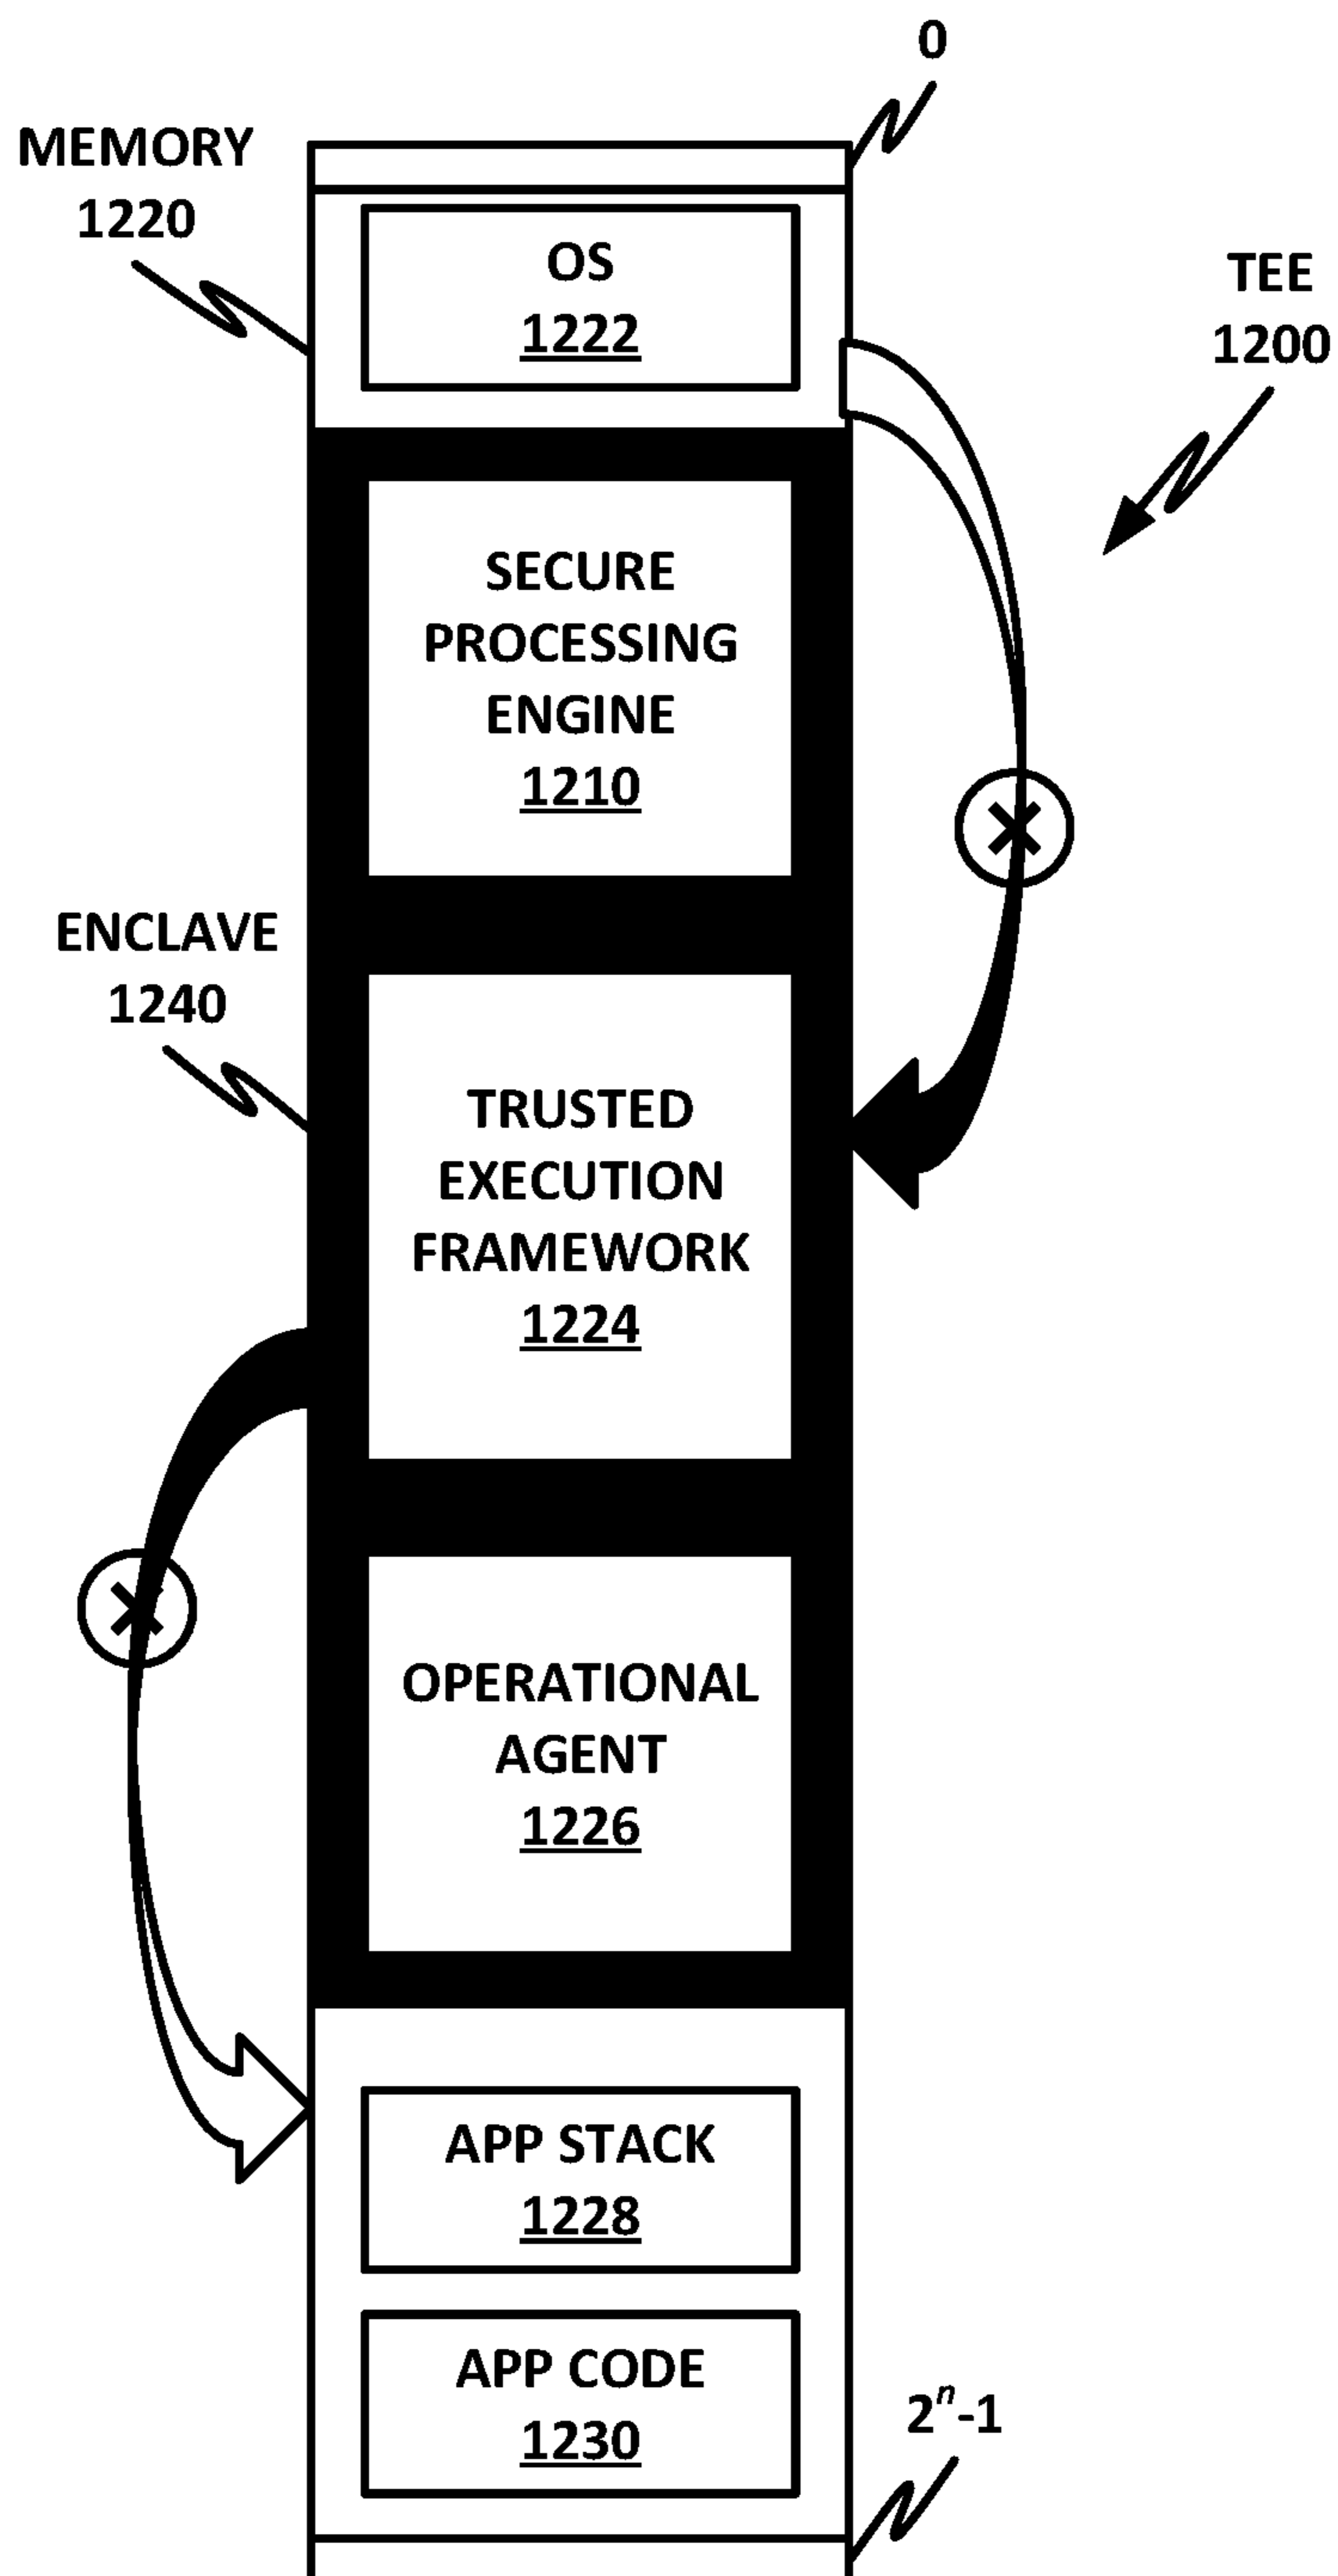 0
MEMORY
1220
OS
1222
TEE
1200
SECURE
PROCESSING
ENGINE
1210
ENCLAVE
1240
TRUSTED
EXECUTION
FRAMEWORK
1224
OPERATIONAL
AGENT
1226
APP STACK
1228
APP CODE
1230
2ⁿ-1